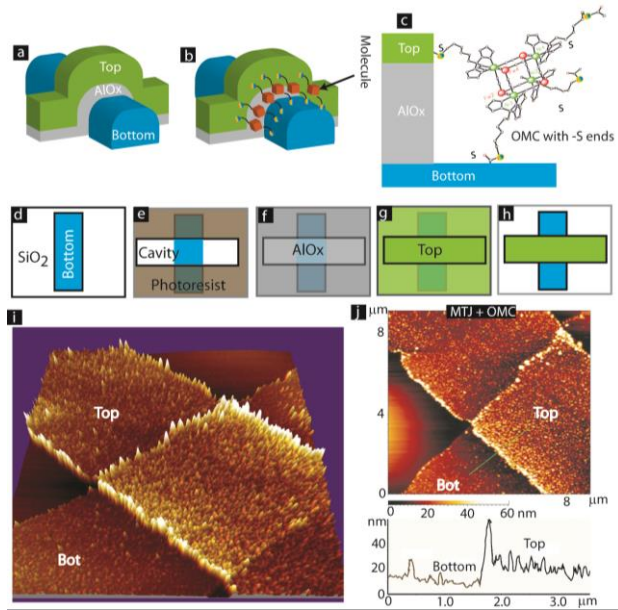 a
Top
AlOx
Bottom
b
Molecule
c
Top
AlOx
S
S
S
S
OMC with -S ends
Bottom
d
SiO2
Bottom
e
Cavity
Photoresist
f
AlOx
g
Top
h
i
Top
Bot
j
μm
MTJ + OMC
8
4
0
Top
Bot
0 4 8
μm
0 20 40 60 nm
nm
40
20
0
Bottom
Top
0 1.0 2.0 3.0 μm